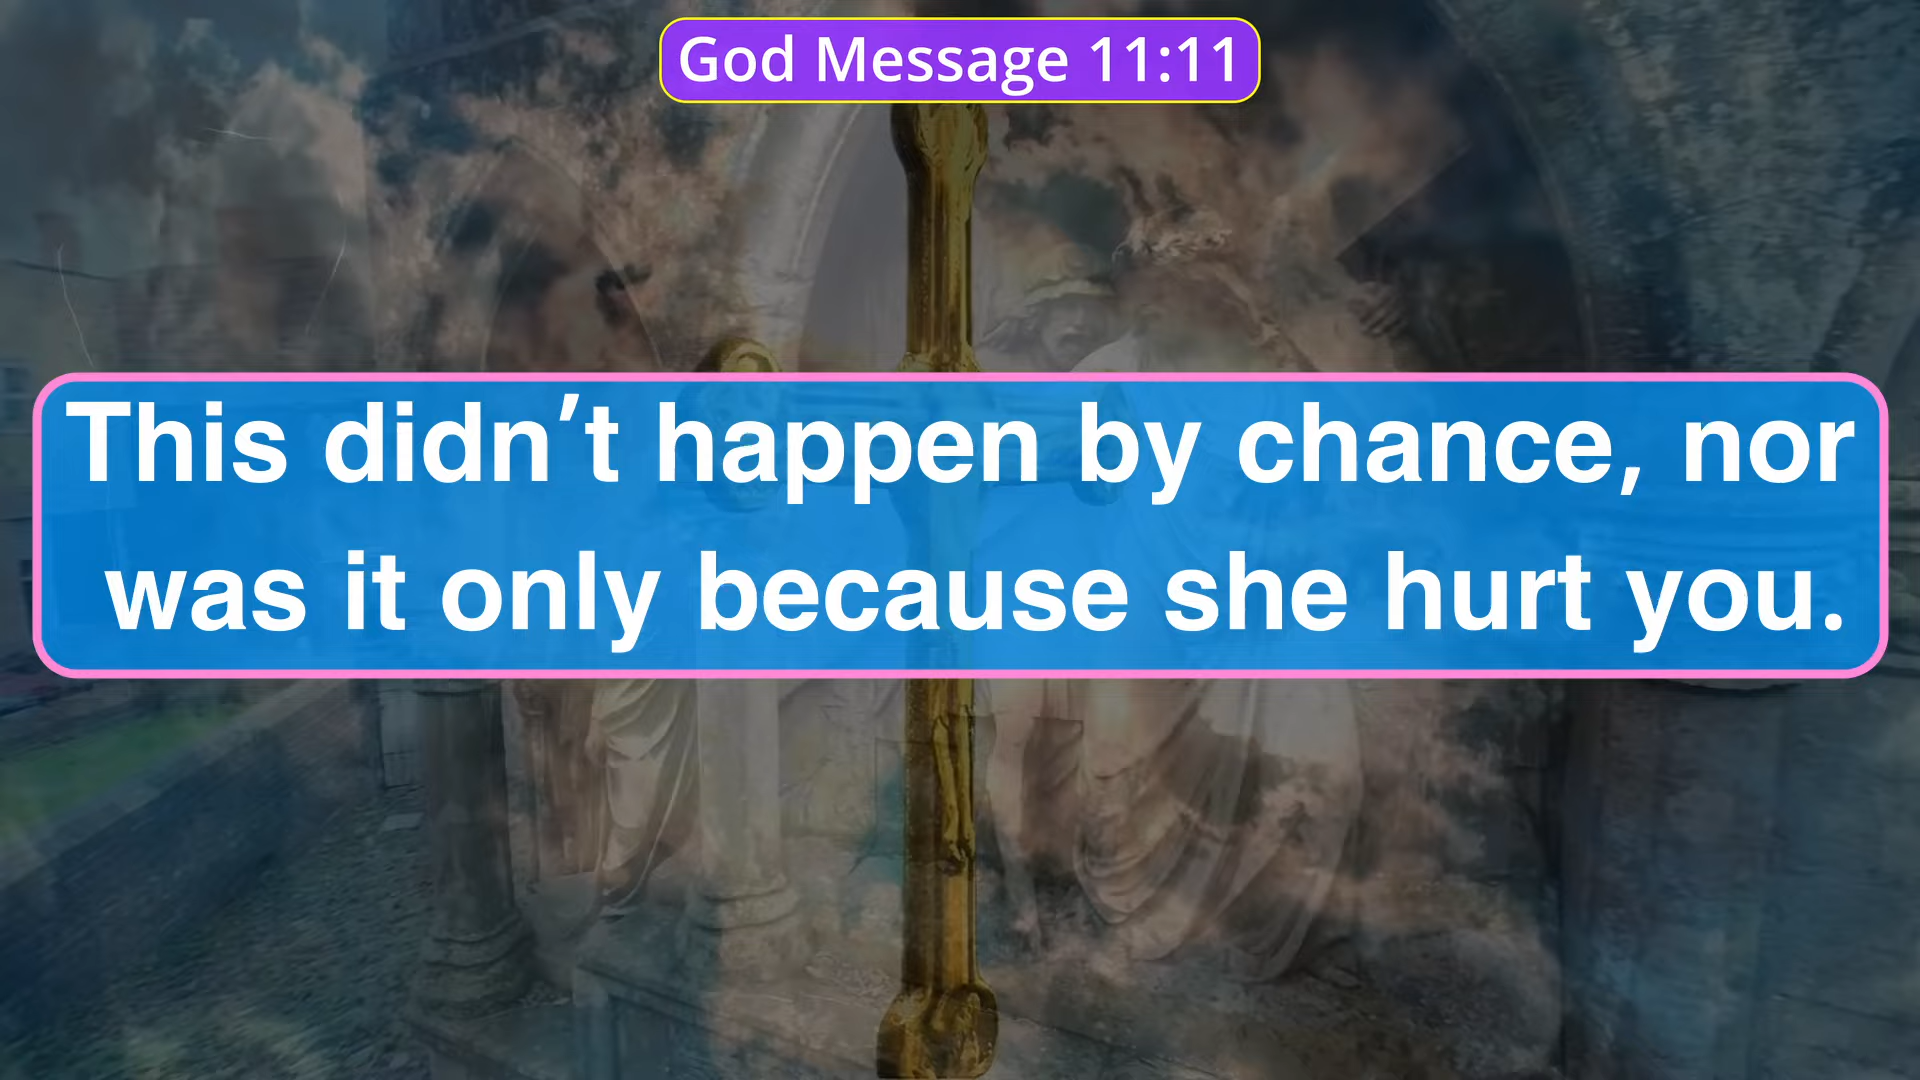 God Message 11:11
This didn’t happen by chance, nor
was it only because she hurt you.